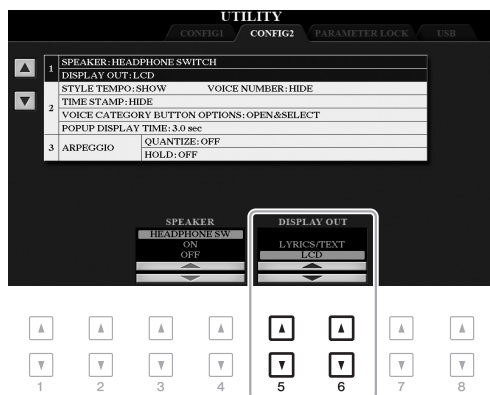 UTILITY
CONFIG1 CONFIG2 PARAMETER LOCK USB
1 SPEAKER: HEADPHONE SWITCH
DISPLAY OUT: LCD
2 STYLE TEMPO: SHOW VOICE NUMBER: HIDE
TIME STAMP: HIDE
VOICE CATEGORY BUTTON OPTIONS: OPEN&SELECT
POPUP DISPLAY TIME: 3.0 sec
3 ARPEGGIO QUANTIZE: OFF
HOLD: OFF
SPEAKER DISPLAY OUT
HEADPHONE SW
ON LYRICS/TEXT
OFF LCD
1 2 3 4 5 6 7 8